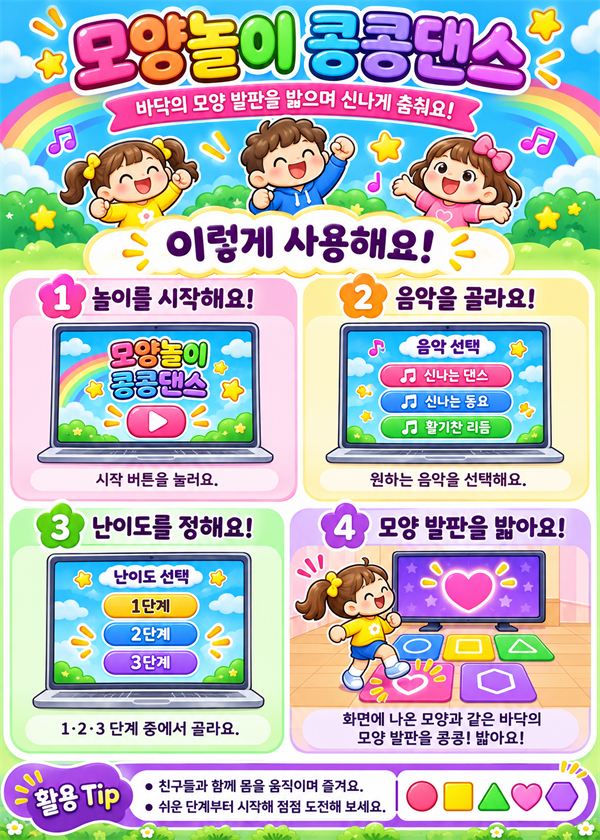 모양놀이 콩콩댄스
바닥의 모양 발판을 밟으며 신나게 춤춰요!
이렇게 사용해요!
1 놀이를 시작해요!
모양놀이
콩콩댄스
시작 버튼을 눌러요.
2 음악을 골라요!
음악 선택
신나는 댄스
신나는 동요
활기찬 리듬
원하는 음악을 선택해요.
3 난이도를 정해요!
난이도 선택
1단계
2단계
3단계
1·2·3 단계 중에서 골라요.
4 모양 발판을 밟아요!
화면에 나온 모양과 같은 바닥의
모양 발판을 콩콩! 밟아요!
활용 Tip
• 친구들과 함께 몸을 움직이며 즐겨요.
• 쉬운 단계부터 시작해 점점 도전해 보세요.